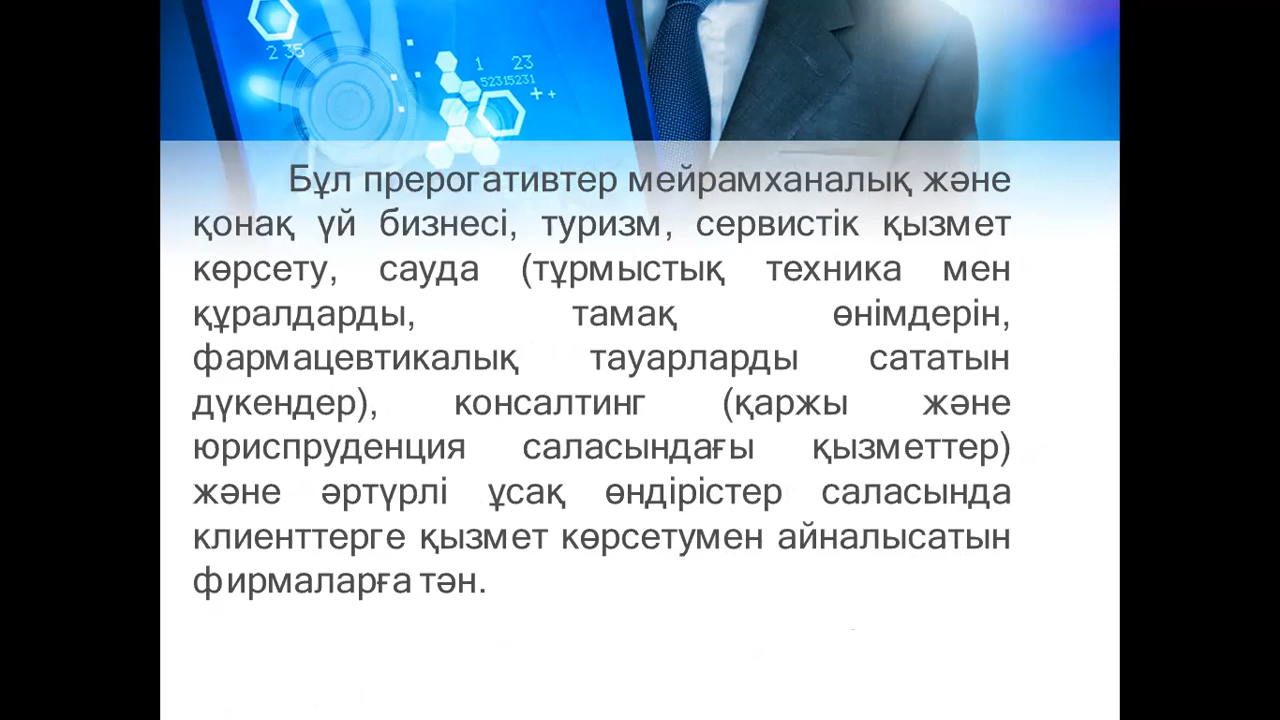 2 35
1 23
52315231
Бұл прерогативтер мейрамханалық және
қонақ үй бизнесі, туризм, сервистік қызмет
көрсету, сауда (тұрмыстық техника мен
құралдарды, тамақ өнімдерін,
фармацевтикалық тауарларды сататын
дүкендер), консалтинг (қаржы және
юриспруденция саласындағы қызметтер)
және әртүрлі ұсақ өндірістер саласында
клиенттерге қызмет көрсетумен айналысатын
фирмаларға тән.